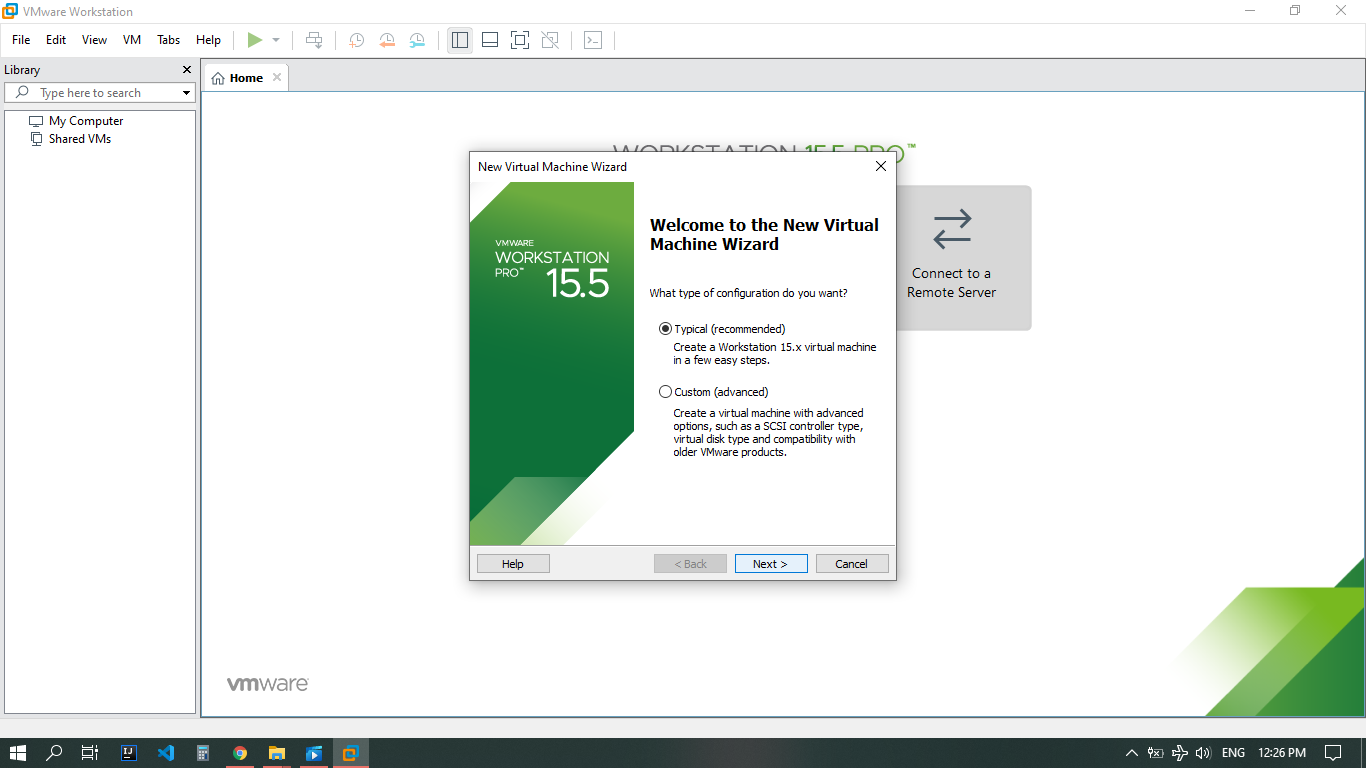 VMware Workstation
File Edit View VM Tabs Help
Library
Type here to search
My Computer
Shared VMs
Home
WORKSTATION 15.5 PRO™
New Virtual Machine Wizard
VMWARE
WORKSTATION
PRO™ 15.5
Welcome to the New Virtual
Machine Wizard
What type of configuration do you want?
Typical (recommended)
Create a Workstation 15.x virtual machine
in a few easy steps.
Custom (advanced)
Create a virtual machine with advanced
options, such as a SCSI controller type,
virtual disk type and compatibility with
older VMware products.
Help < Back Next > Cancel
Connect to a
Remote Server
vmware
IJ ENG 12:26 PM